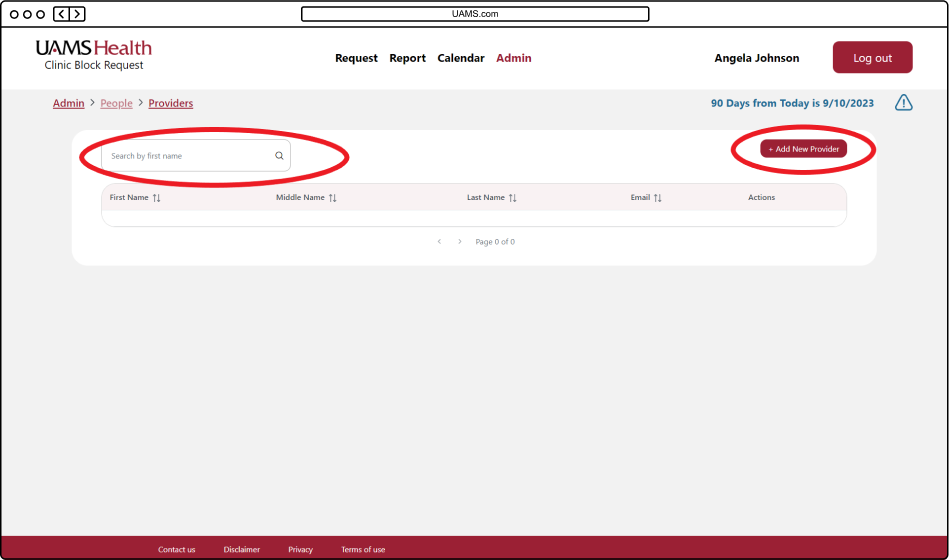 UAMS.com
UAMS Health
Clinic Block Request
Request Report Calendar Admin
Angela Johnson
Log out
Admin > People > Providers
90 Days from Today is 9/10/2023
Search by first name
+ Add New Provider
First Name Middle Name Last Name Email Actions
< > Page 0 of 0
Contact us Disclaimer Privacy Terms of use